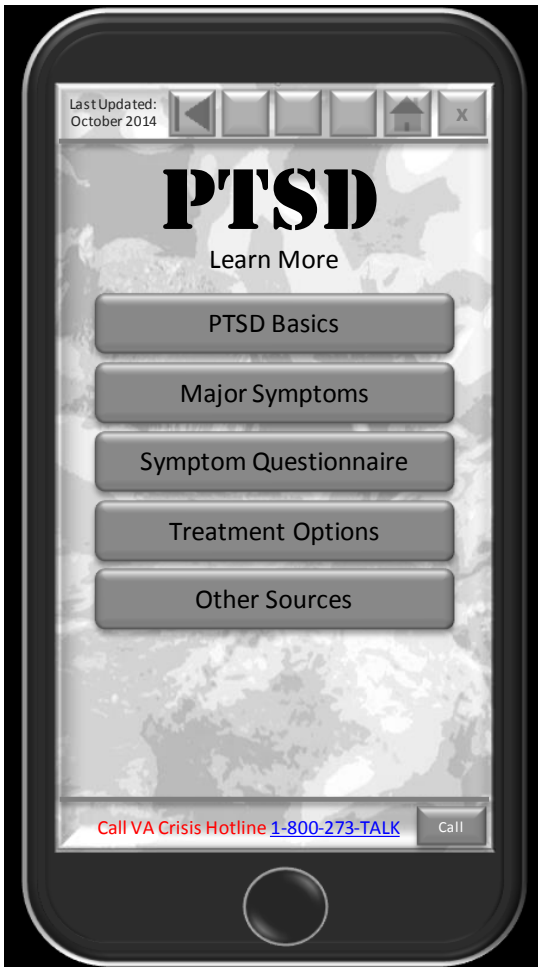 Last Updated:
October 2014
x
PTSD
Learn More
PTSD Basics
Major Symptoms
Symptom Questionnaire
Treatment Options
Other Sources
Call VA Crisis Hotline 1-800-273-TALK
Call